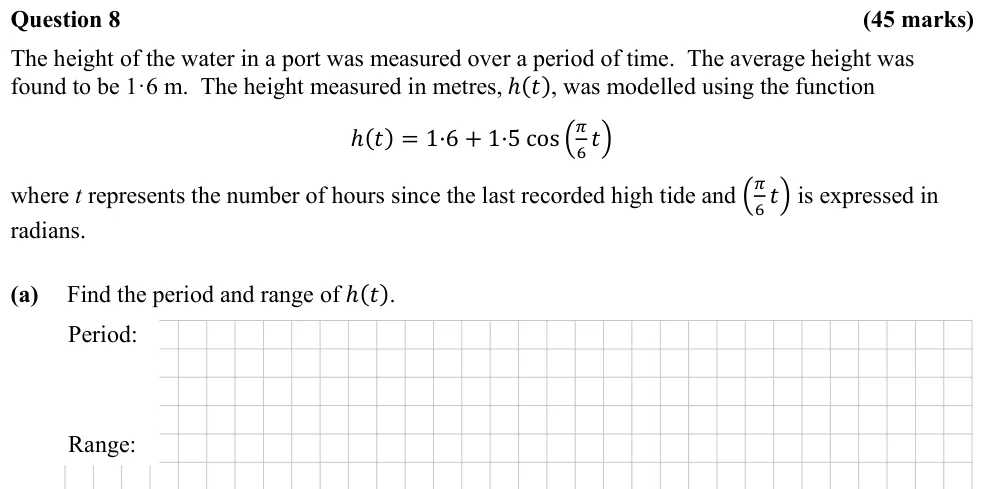 Question 8 (45 marks)
The height of the water in a port was measured over a period of time. The average height was
found to be 1·6 m. The height measured in metres, h(t), was modelled using the function
h(t) = 1·6 + 1·5 cos (π/6 t)
where t represents the number of hours since the last recorded high tide and (π/6 t) is expressed in
radians.
(a) Find the period and range of h(t).
Period:
Range: